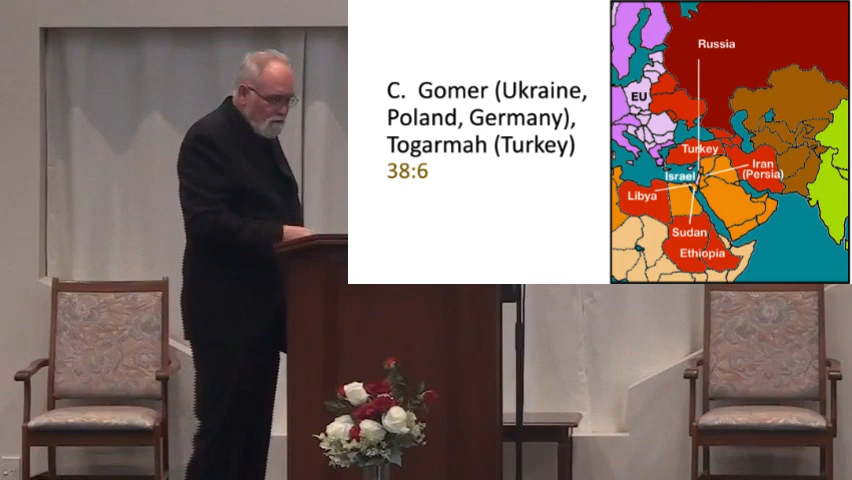 C. Gomer (Ukraine,
Poland, Germany),
Togarmah (Turkey)
38:6
Russia
EU
Turkey
Iran
(Persia)
Israel
Libya
Sudan
Ethiopia